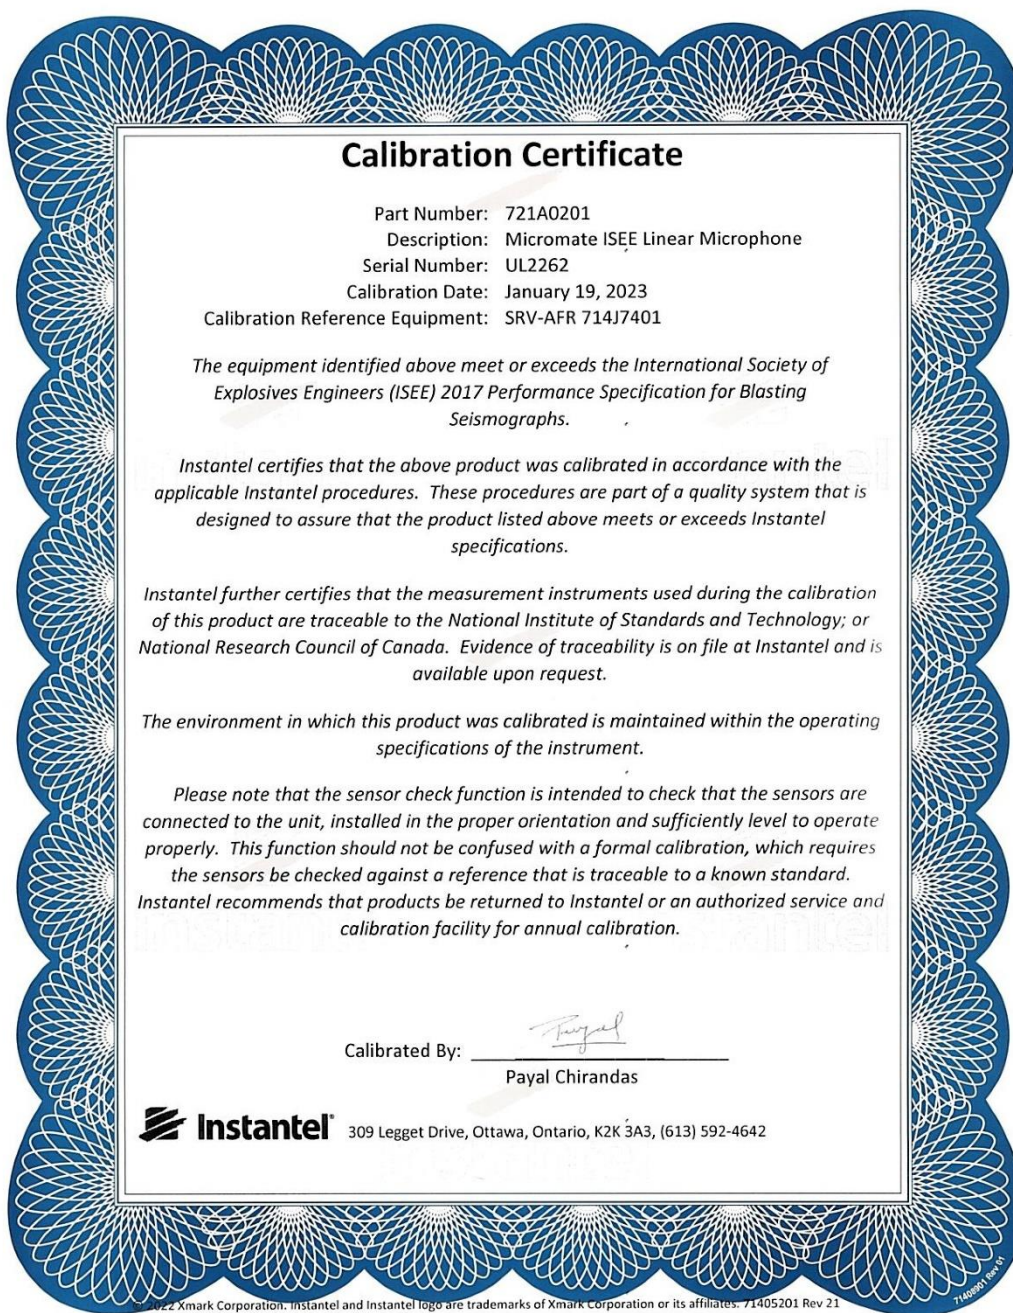 Calibration Certificate
Part Number: 721A0201
Description: Micromate ISEE Linear Microphone
Serial Number: UL2262
Calibration Date: January 19, 2023
Calibration Reference Equipment: SRV-AFR 714J7401
The equipment identified above meet or exceeds the International Society of
Explosives Engineers (ISEE) 2017 Performance Specification for Blasting
Seismographs.
Instantel certifies that the above product was calibrated in accordance with the
applicable Instantel procedures. These procedures are part of a quality system that is
designed to assure that the product listed above meets or exceeds Instantel
specifications.
Instantel further certifies that the measurement instruments used during the calibration
of this product are traceable to the National Institute of Standards and Technology; or
National Research Council of Canada. Evidence of traceability is on file at Instantel and is
available upon request.
The environment in which this product was calibrated is maintained within the operating
specifications of the instrument.
Please note that the sensor check function is intended to check that the sensors are
connected to the unit, installed in the proper orientation and sufficiently level to operate
properly. This function should not be confused with a formal calibration, which requires
the sensors be checked against a reference that is traceable to a known standard.
Instantel recommends that products be returned to Instantel or an authorized service and
calibration facility for annual calibration.
Payal
Calibrated By:
Payal Chirandas
Instantel® 309 Legget Drive, Ottawa, Ontario, K2K 3A3, (613) 592-4642
71408901 Rev 01
© 2022 Xmark Corporation. Instantel and Instantel logo are trademarks of Xmark Corporation or its affiliates. 71405201 Rev 21